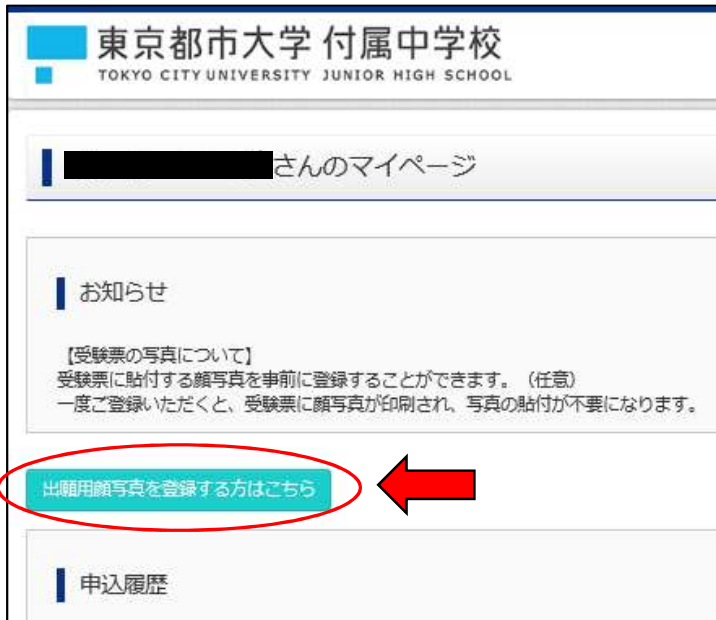 東京都市大学 付属中学校
TOKYO CITY UNIVERSITY JUNIOR HIGH SCHOOL
さんのマイページ
お知らせ
【受験票の写真について】
受験票に貼付する顔写真を事前に登録することができます。（任意）
一度ご登録いただくと、受験票に顔写真が印刷され、写真の貼付が不要になります。
出願用顔写真を登録する方はこちら
申込履歴